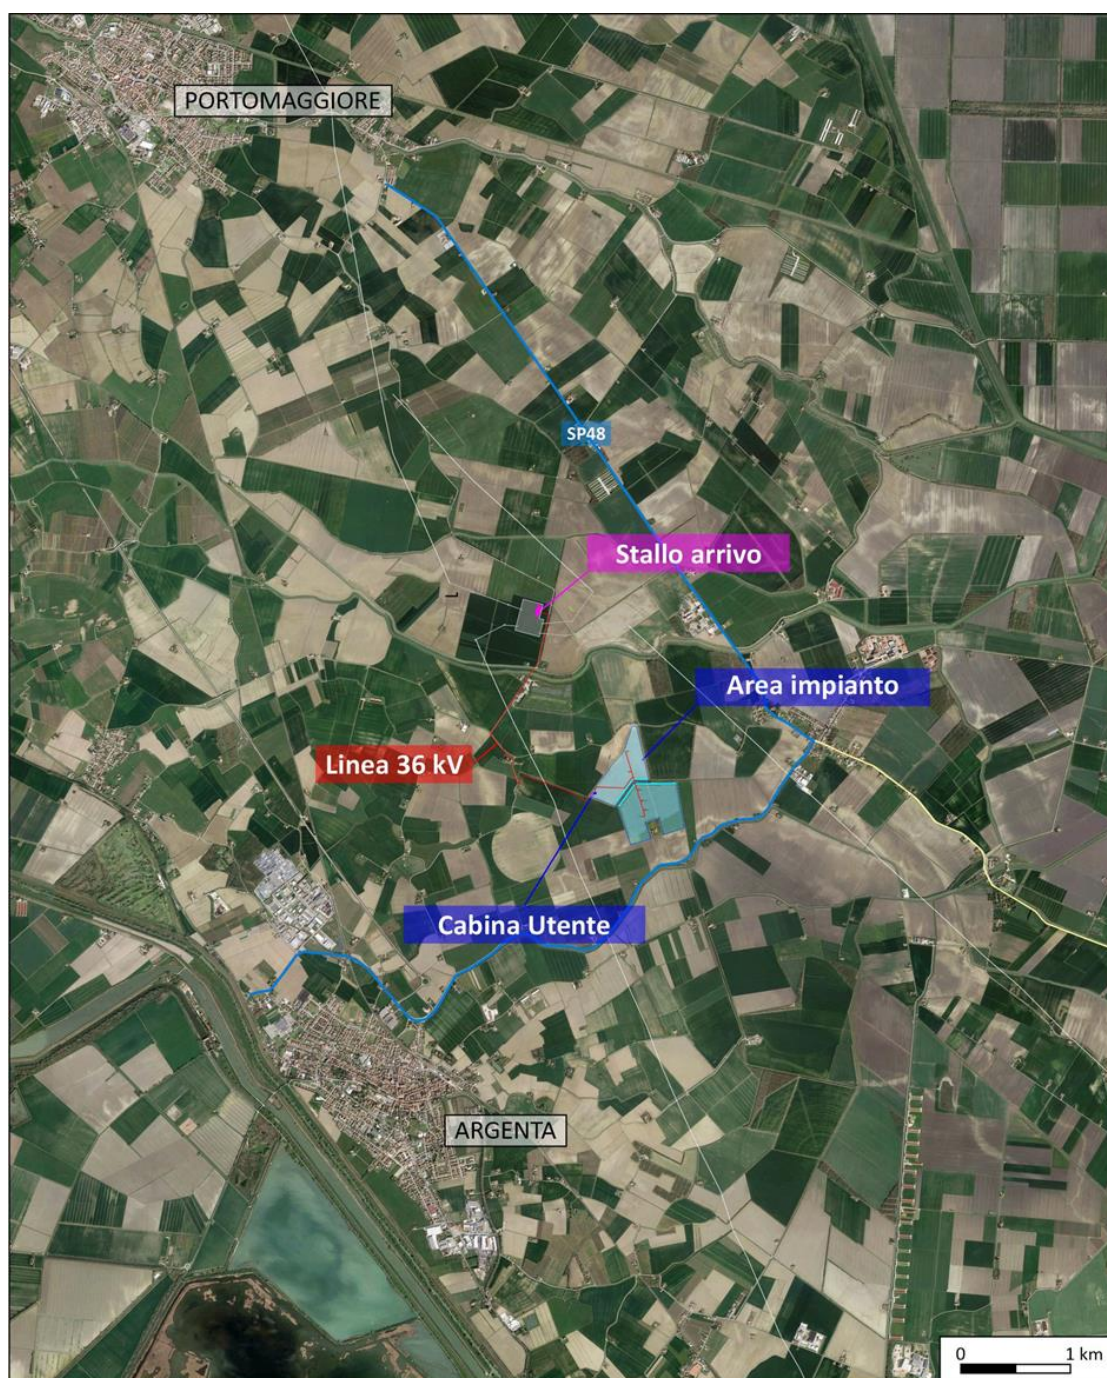 PORTOMAGGIORE
SP48
Stallo arrivo
Area impianto
Linea 36 kV
Cabina Utente
ARGENTA
0 1 km